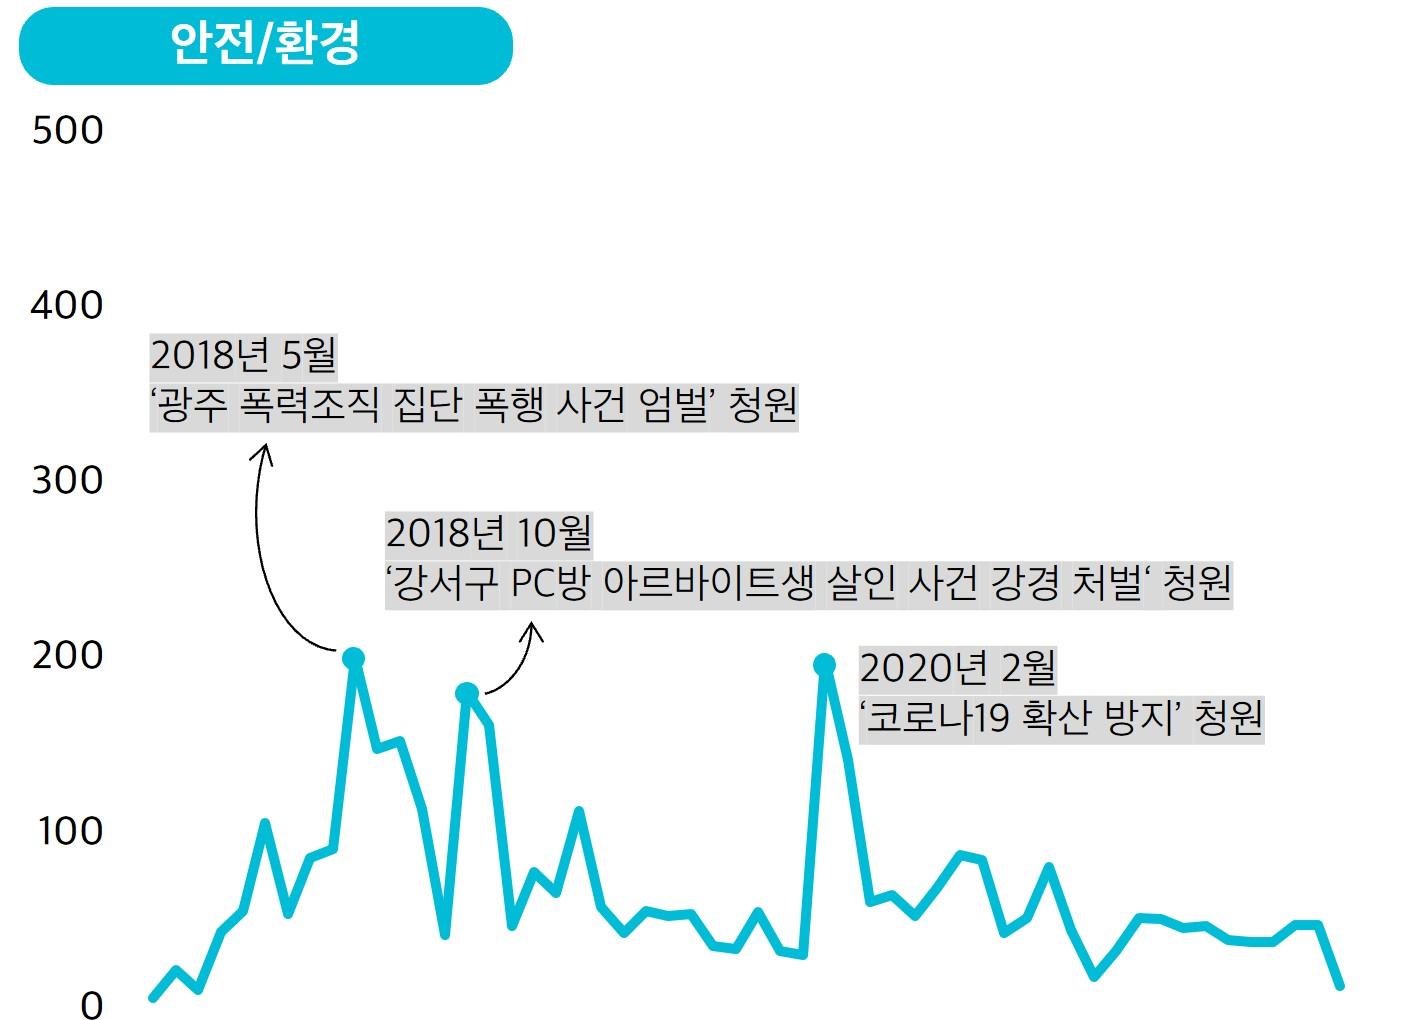 안전/환경
500
400
2018년 5월
‘광주 폭력조직 집단 폭행 사건 엄벌’ 청원
300
2018년 10월
‘강서구 PC방 아르바이트생 살인 사건 강경 처벌‘ 청원
200
2020년 2월
‘코로나19 확산 방지’ 청원
100
0